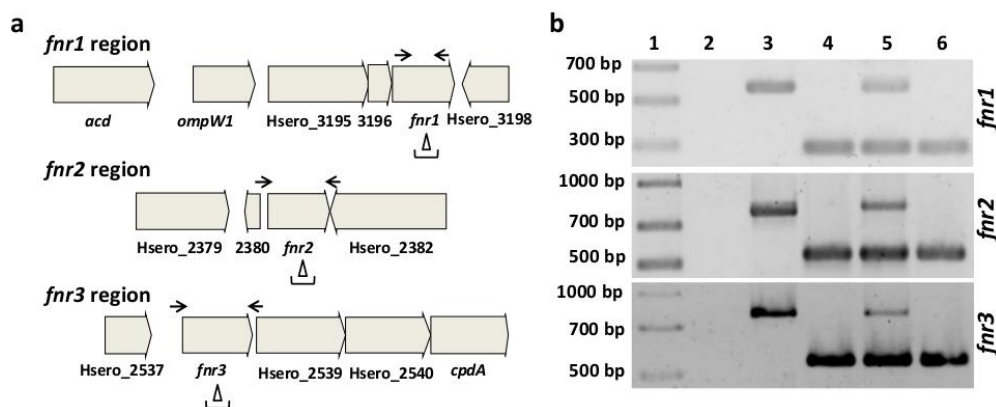 a
fnr1 region
acd ompW1 Hsero_3195 3196 fnr1 Hsero_3198
fnr2 region
Hsero_2379 2380 fnr2 Hsero_2382
fnr3 region
Hsero_2537 fnr3 Hsero_2539 Hsero_2540 cpdA
b
1 2 3 4 5 6
700 bp
500 bp
300 bp
fnr1
1000 bp
700 bp
500 bp
fnr2
1000 bp
700 bp
500 bp
fnr3